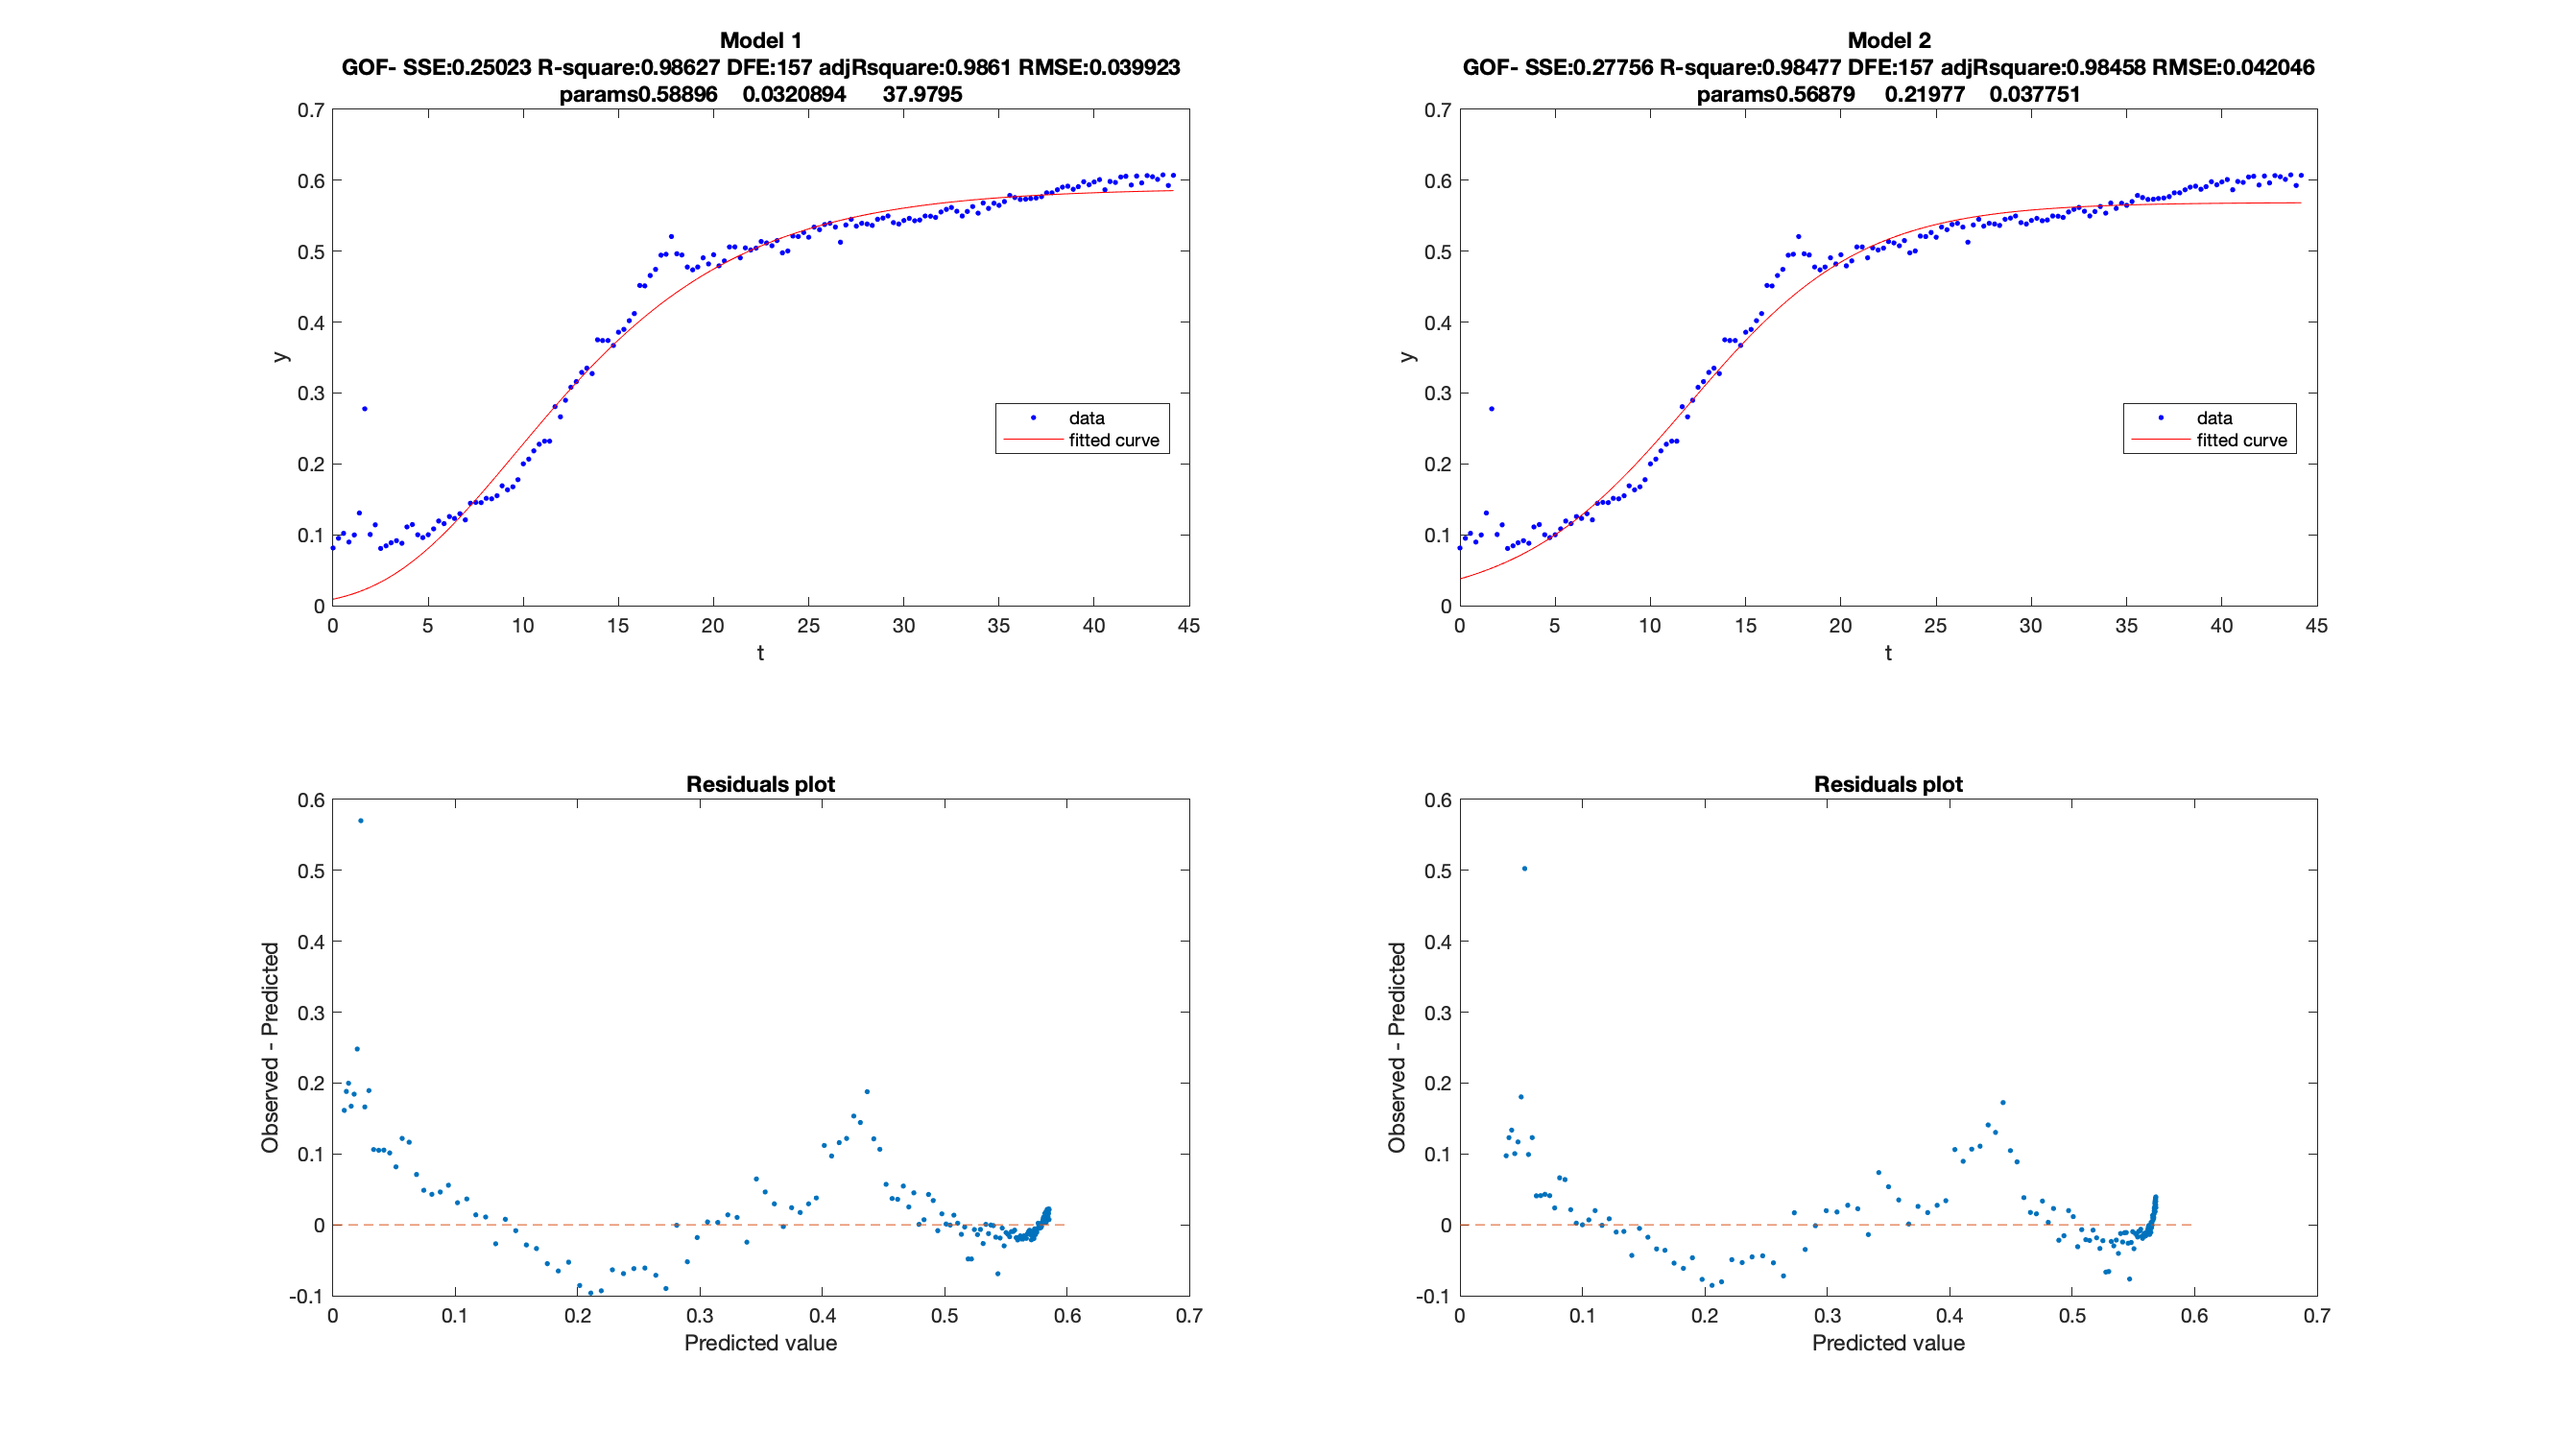 Model 1
GOF- SSE:0.25023 R-square:0.98627 DFE:157 adjRsquare:0.9861 RMSE:0.039923
params0.58896 0.0320894 37.9795
0.7
0.6
0.5
0.4
0.3
0.2
0.1
0
y
data
fitted curve
0 5 10 15 20 25 30 35 40 45
t
Model 2
GOF- SSE:0.27756 R-square:0.98477 DFE:157 adjRsquare:0.98458 RMSE:0.042046
params0.56879 0.21977 0.037751
0.7
0.6
0.5
0.4
0.3
0.2
0.1
0
y
data
fitted curve
0 5 10 15 20 25 30 35 40 45
t
Residuals plot
0.6
0.5
0.4
0.3
0.2
0.1
0
-0.1
Observed - Predicted
0 0.1 0.2 0.3 0.4 0.5 0.6 0.7
Predicted value
Residuals plot
0.6
0.5
0.4
0.3
0.2
0.1
0
-0.1
Observed - Predicted
0 0.1 0.2 0.3 0.4 0.5 0.6 0.7
Predicted value